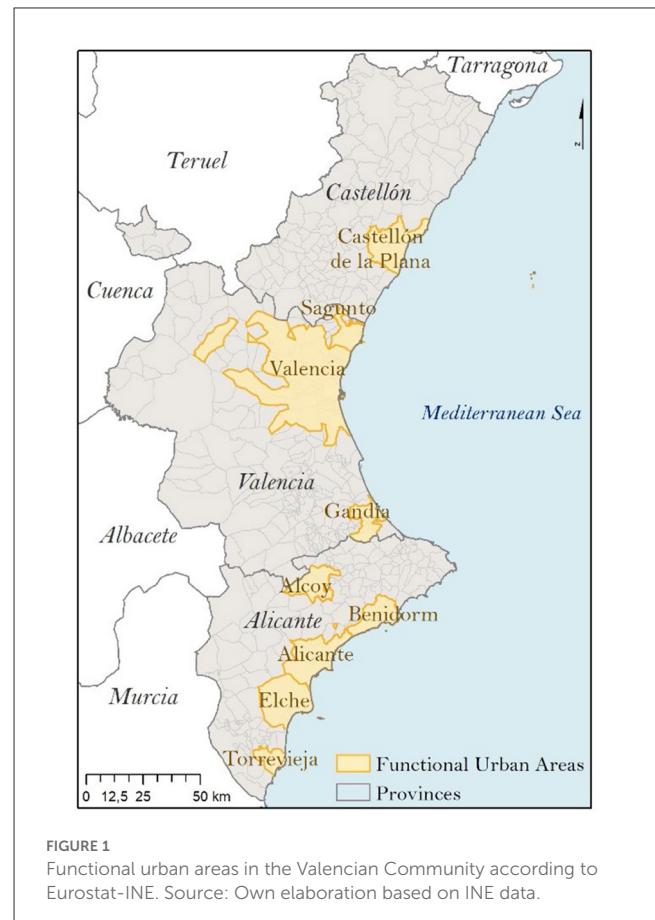 Tarragona
Teruel
Castellón
Castellón
de la Plana
Cuenca
Sagunto
Valencia
Mediterranean Sea
Valencia
Gandía
Albacete
Alcoy
Benidorm
Alicante
Alicante
Murcia
Elche
Torrevieja
Functional Urban Areas
Provinces
0 12,5 25 50 km
N
FIGURE 1
Functional urban areas in the Valencian Community according to
Eurostat-INE. Source: Own elaboration based on INE data.